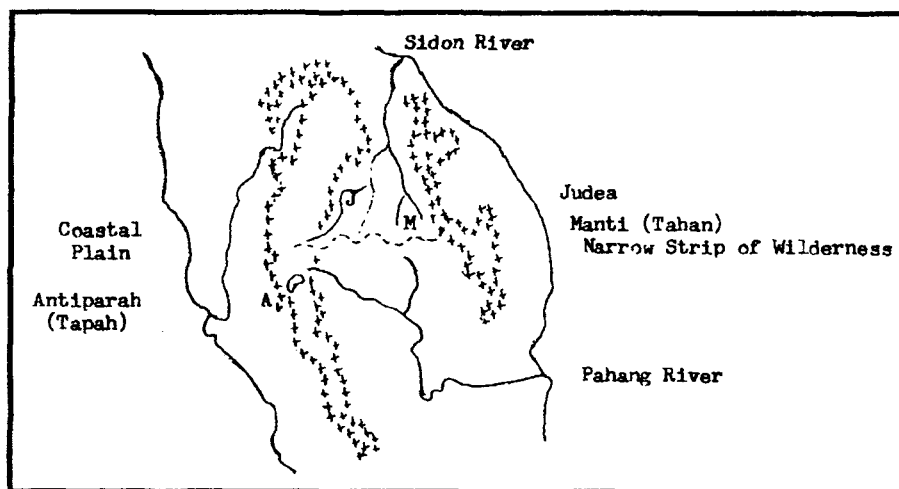 Sidon River
J
Judea
M
Manti (Tahan)
Coastal
Plain
Narrow Strip of Wilderness
A
Antiparah
(Tapah)
Pahang River